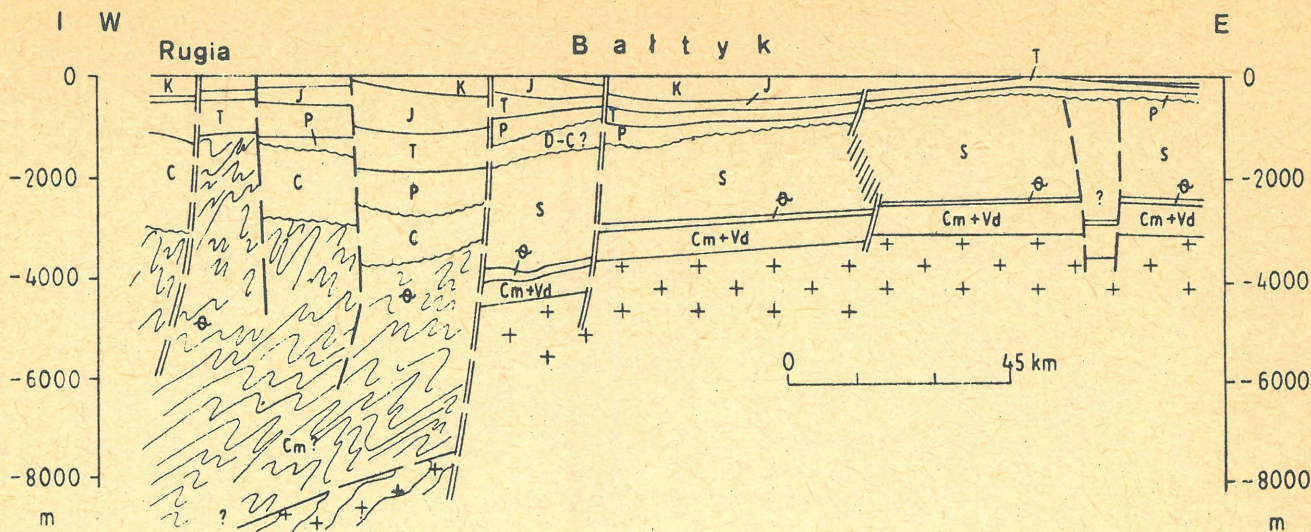 I W E
Rugia B a ł t y k T
0 0
K J K J T K J
T P T P T P P
C C D-C?
-2000 T S S S S -2000
P ?
C Cm+Vd Cm+Vd Cm+Vd
-4000 Cm+Vd -4000
0 45 km
-6000 -6000
Cm?
-8000 -8000
m ? m